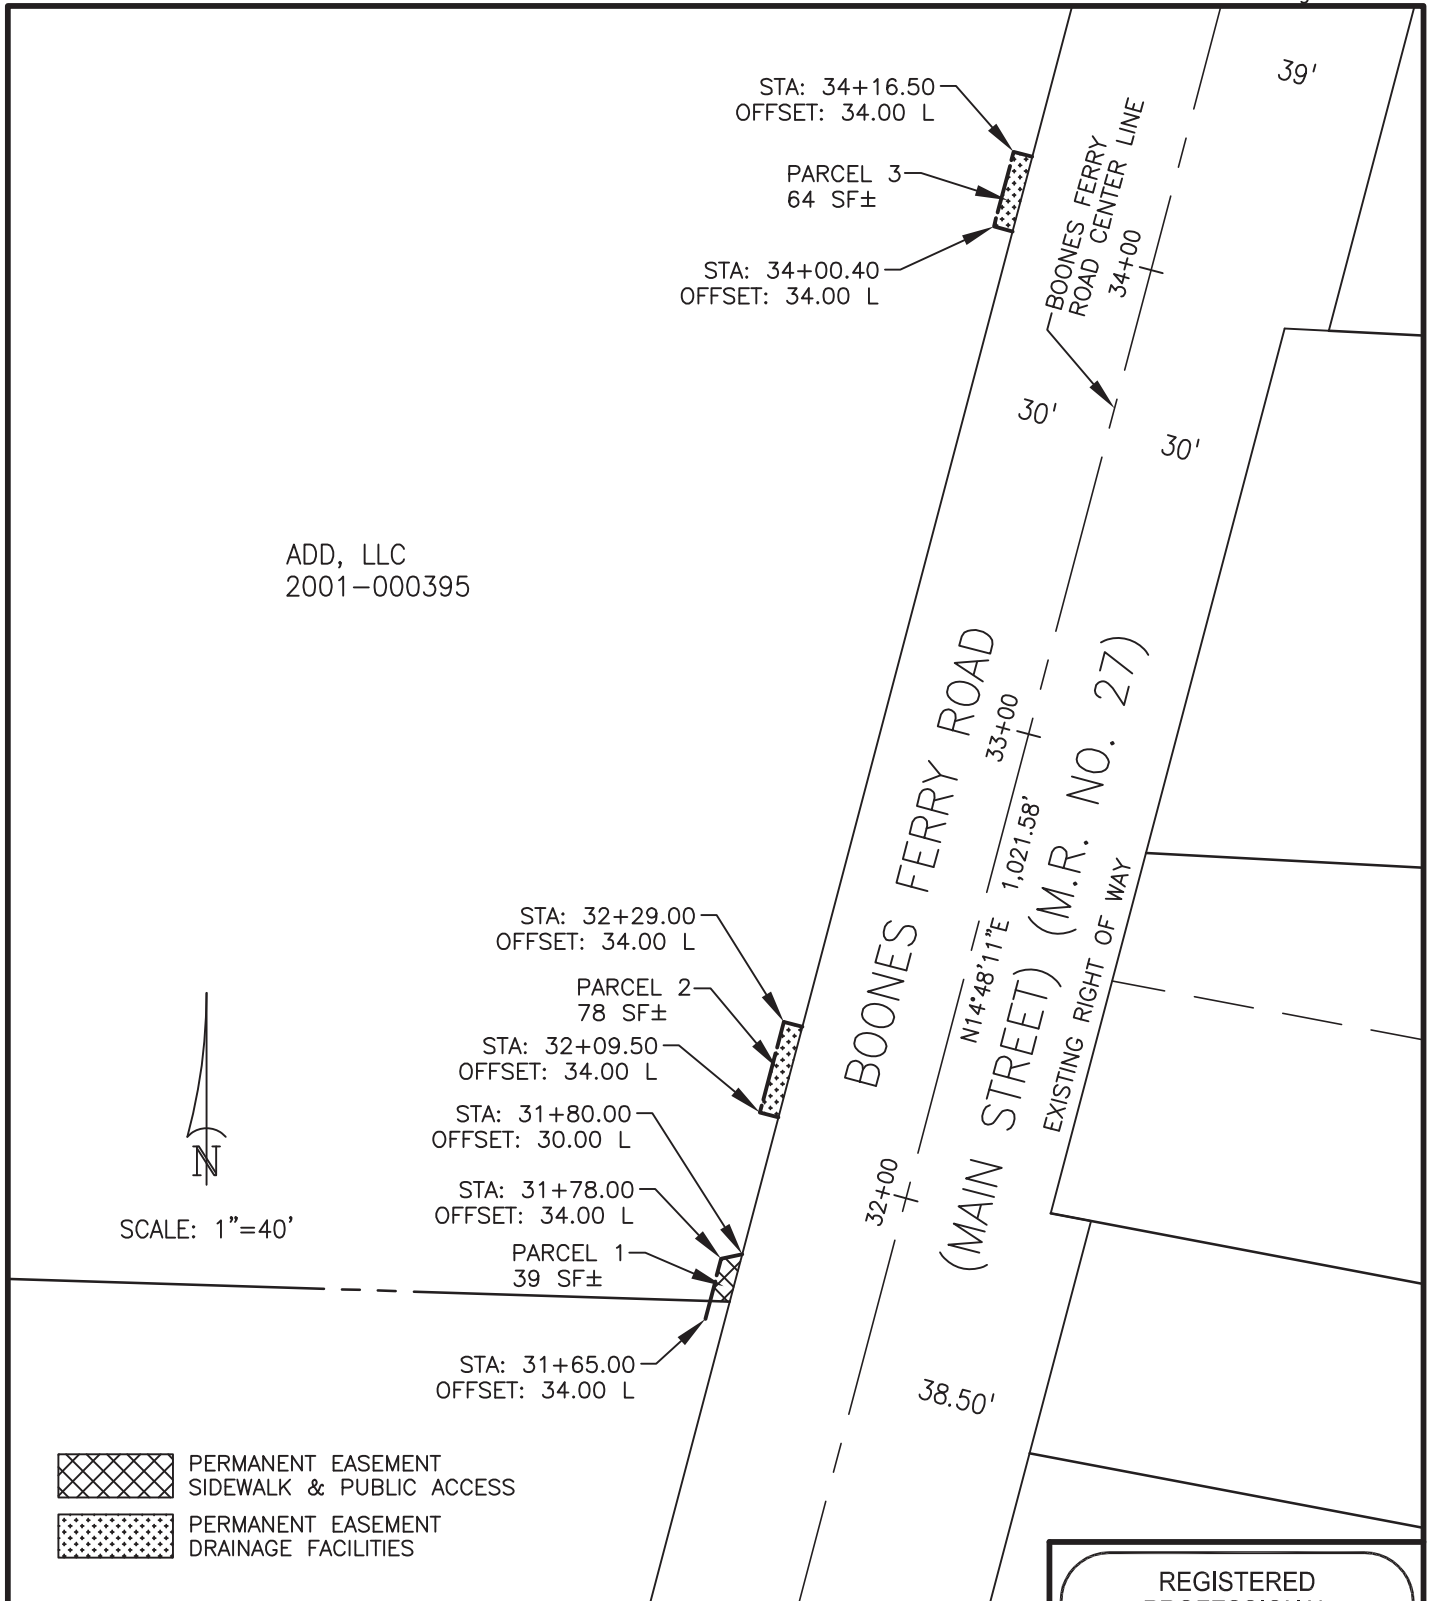 39'
STA: 34+16.50
OFFSET: 34.00 L
PARCEL 3
64 SF±
BOONES FERRY
ROAD CENTER LINE
34+00
STA: 34+00.40
OFFSET: 34.00 L
30'
30'
ADD, LLC
2001-000395
BOONES FERRY ROAD
33+00
(MAIN STREET) (M.R. NO. 27)
N14°48'11"E 1,021.58'
EXISTING RIGHT OF WAY
STA: 32+29.00
OFFSET: 34.00 L
PARCEL 2
78 SF±
STA: 32+09.50
OFFSET: 34.00 L
STA: 31+80.00
OFFSET: 30.00 L
32+00
STA: 31+78.00
OFFSET: 34.00 L
PARCEL 1
39 SF±
N
SCALE: 1"=40'
STA: 31+65.00
OFFSET: 34.00 L
38.50'
PERMANENT EASEMENT
SIDEWALK & PUBLIC ACCESS
PERMANENT EASEMENT
DRAINAGE FACILITIES
REGISTERED